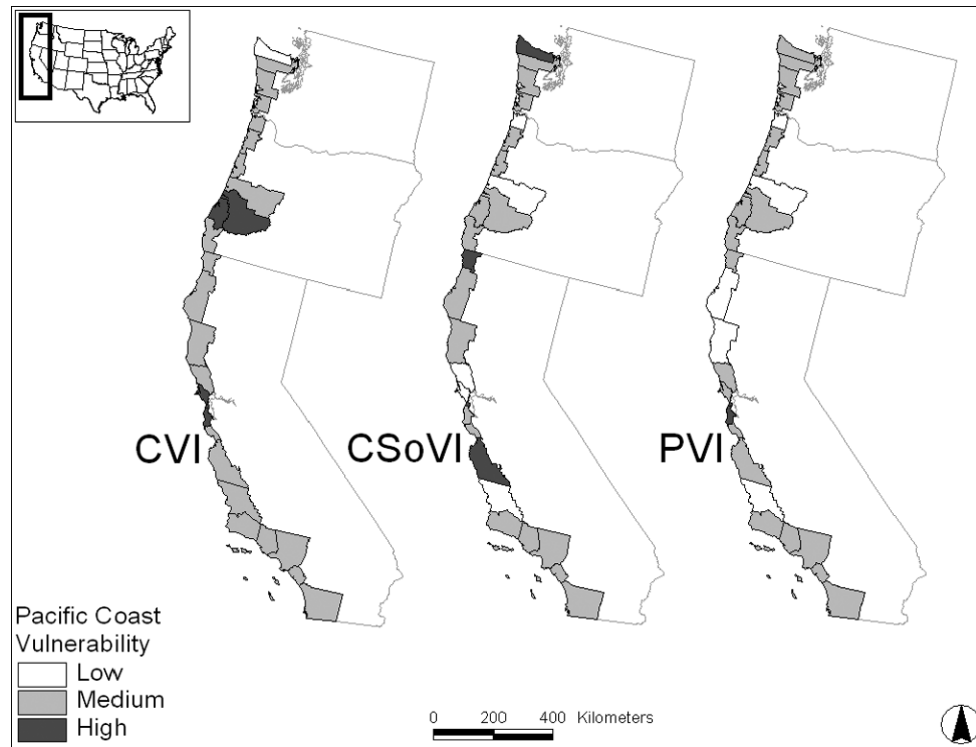 CVI
CSoVI
PVI
Pacific Coast
Vulnerability
Low
Medium
High
0 200 400 Kilometers